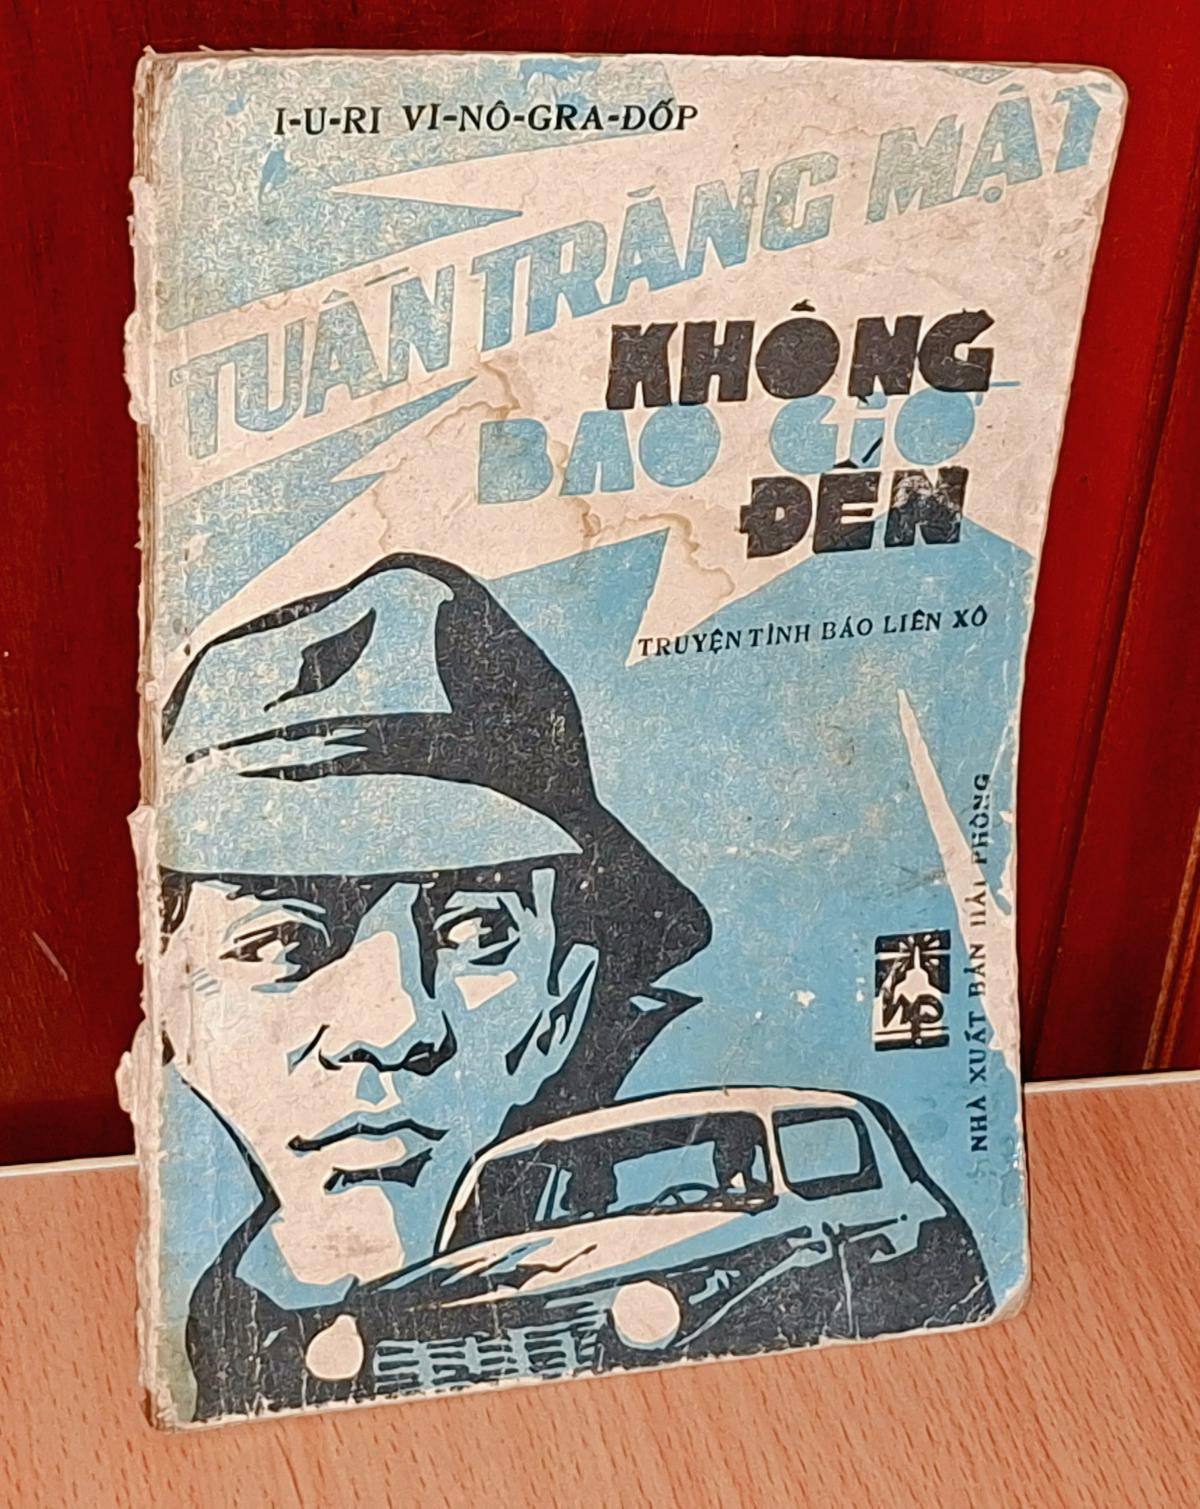 I-U-RI VI-NÔ-GRA-ĐỐP
TUẦN TRĂNG MẬT
KHÔNG
BAO GIỜ
ĐẾN
TRUYỆN TÌNH BÁO LIÊN XÔ
NHÀ XUẤT BẢN HẢI PHÒNG